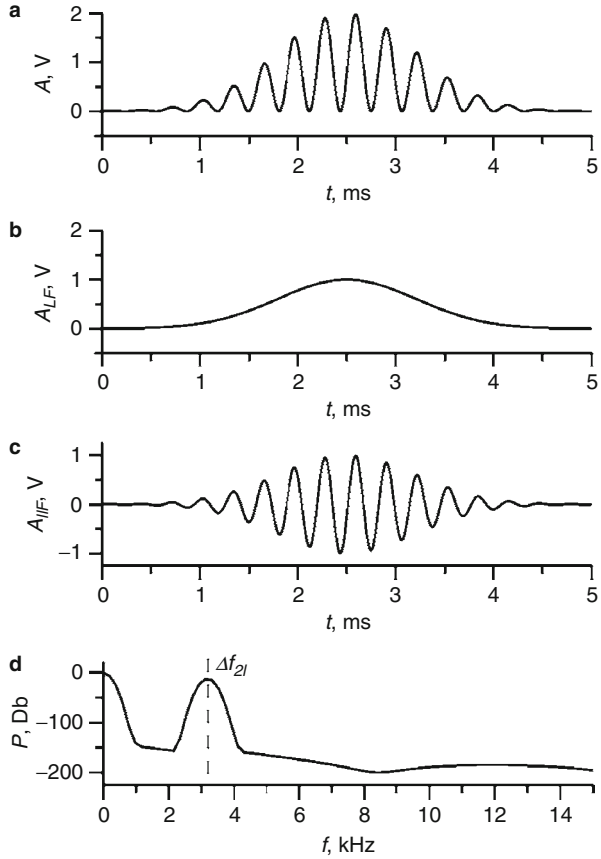 a
A, V
2
1
0
0 1 2 3 4 5
t, ms
b
A_LF, V
2
1
0
0 1 2 3 4 5
t, ms
c
A_HF, V
1
0
−1
0 1 2 3 4 5
t, ms
d
P, Db
Δf_2l
0
−100
−200
0 2 4 6 8 10 12 14
f, kHz